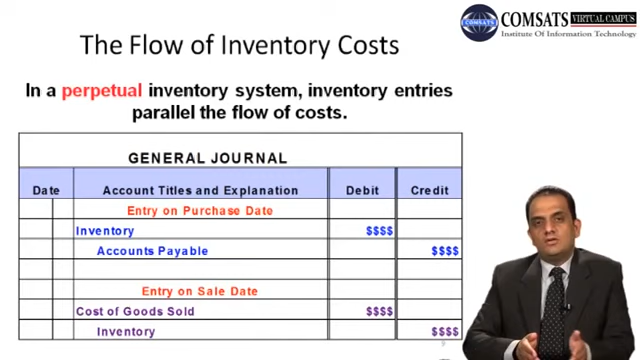 COMSATS VIRTUAL CAMPUS
Institute Of Information Technology
The Flow of Inventory Costs
In a perpetual inventory system, inventory entries
parallel the flow of costs.
GENERAL JOURNAL
Date Account Titles and Explanation Debit Credit
Entry on Purchase Date
Inventory $$$$
Accounts Payable $$$$
Entry on Sale Date
Cost of Goods Sold $$$$
Inventory $$$$